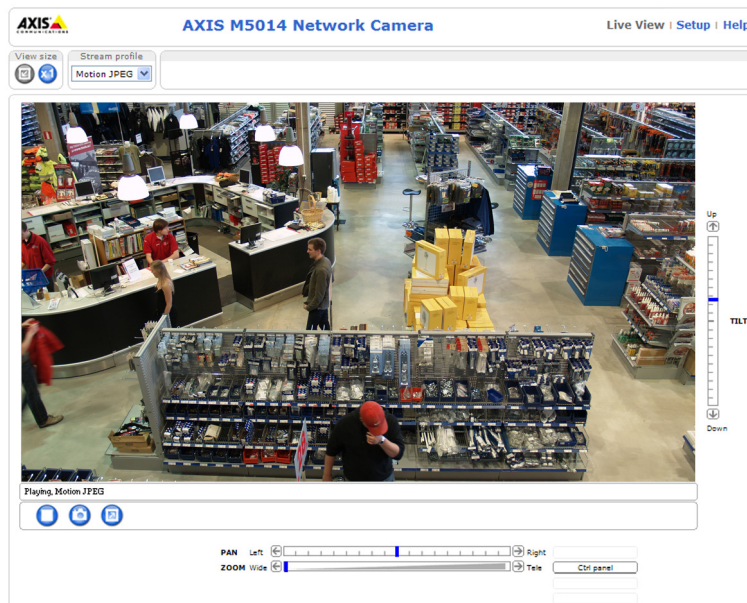 AXIS
COMMUNICATIONS
AXIS M5014 Network Camera
Live View | Setup | Help
View size
Stream profile
x1
Motion JPEG
Up
TILT
Down
Playing, Motion JPEG
PAN Left Right
ZOOM Wide Tele
Ctrl panel